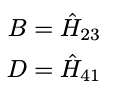 B = Ĥ₂₃
D = Ĥ₄₁